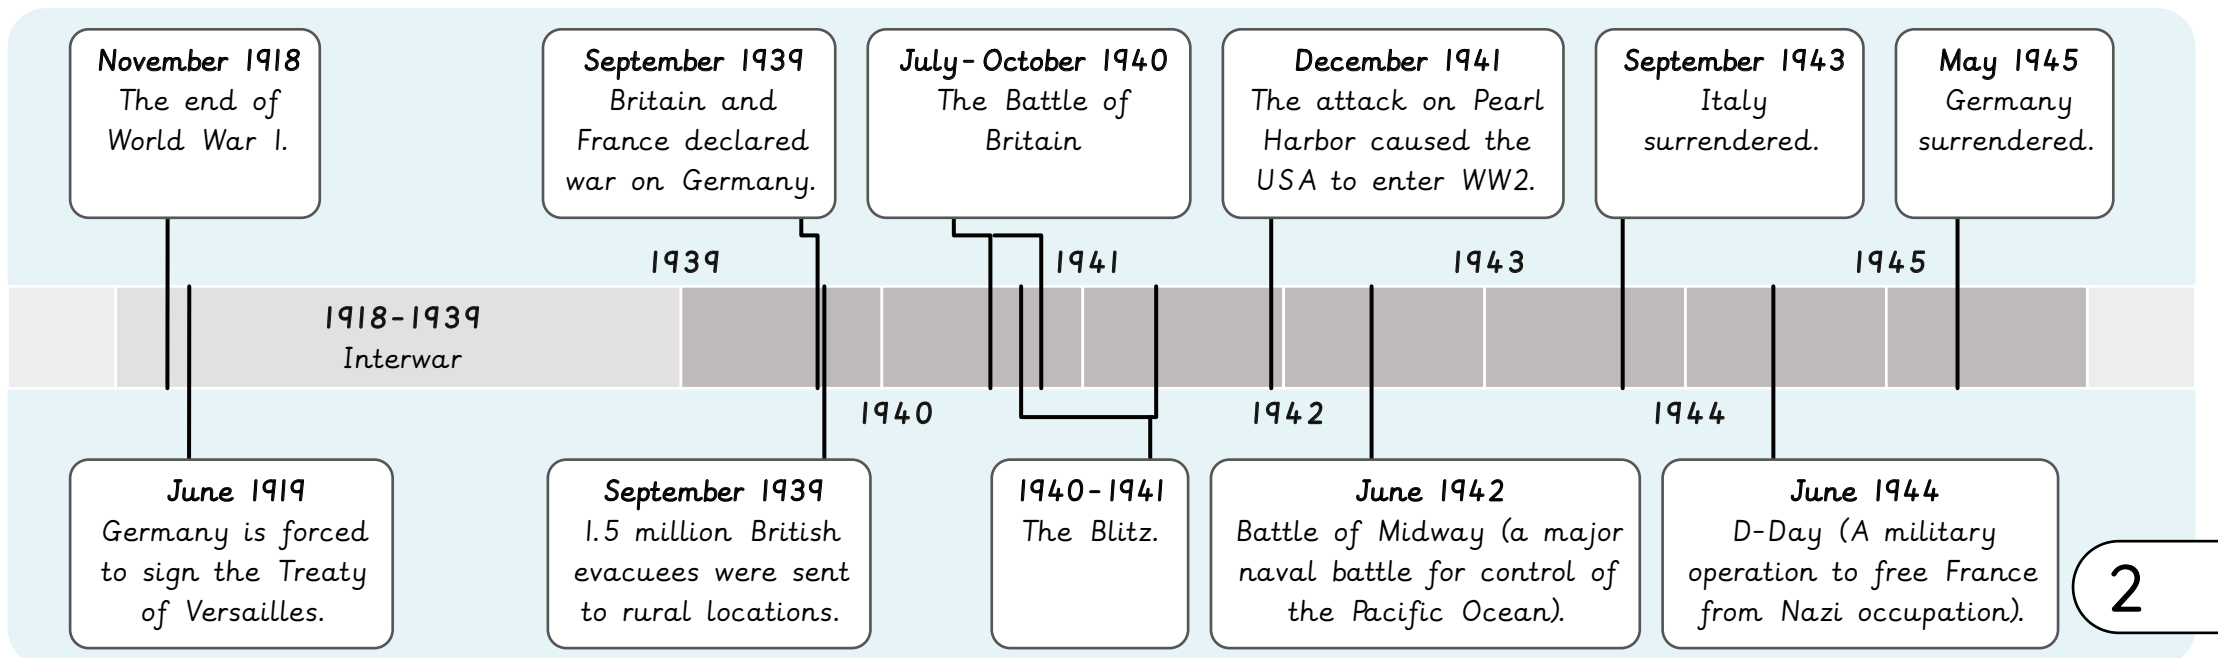 November 1918
The end of
World War 1.
September 1939
Britain and
France declared
war on Germany.
July-October 1940
The Battle of
Britain
December 1941
The attack on Pearl
Harbor caused the
USA to enter WW2.
September 1943
Italy
surrendered.
May 1945
Germany
surrendered.
1939
1941
1943
1945
1918-1939
Interwar
1940
1942
1944
June 1919
Germany is forced
to sign the Treaty
of Versailles.
September 1939
1.5 million British
evacuees were sent
to rural locations.
1940-1941
The Blitz.
June 1942
Battle of Midway (a major
naval battle for control of
the Pacific Ocean).
June 1944
D-Day (A military
operation to free France
from Nazi occupation).
2